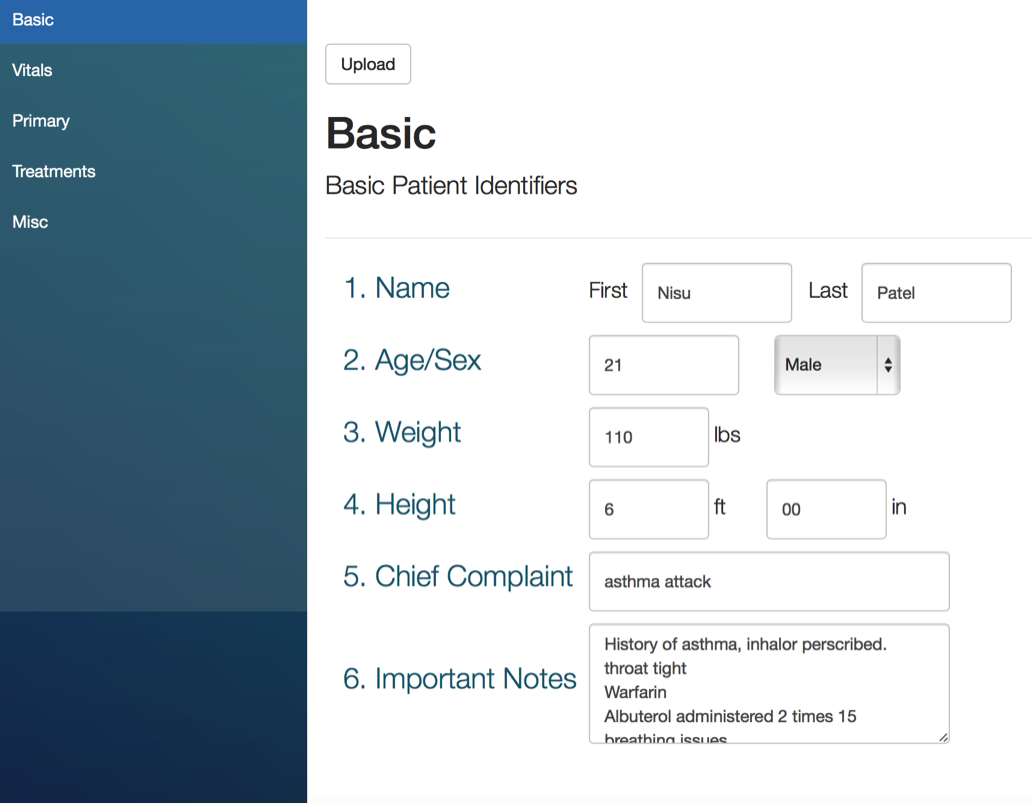 Basic
Vitals
Primary
Treatments
Misc
Upload
Basic
Basic Patient Identifiers
1. Name First Nisu Last Patel
2. Age/Sex 21 Male
3. Weight 110 lbs
4. Height 6 ft 00 in
5. Chief Complaint asthma attack
6. Important Notes
History of asthma, inhalor perscribed.
throat tight
Warfarin
Albuterol administered 2 times 15
breathing issues